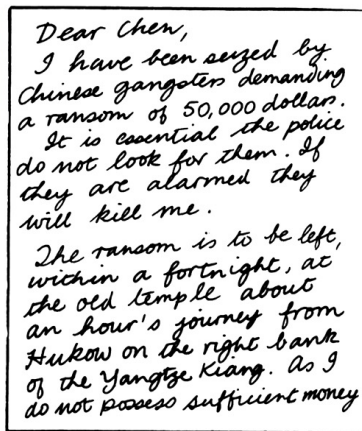 Dear Chen,
I have been seized by
Chinese gangsters demanding
a ransom of 50,000 dollars.
It is essential the police
do not look for them. If
they are alarmed they
will kill me.
The ransom is to be left,
within a fortnight, at
the old temple about
an hour's journey from
Hukow on the right bank
of the Yangtze Kiang. As I
do not possess sufficient money